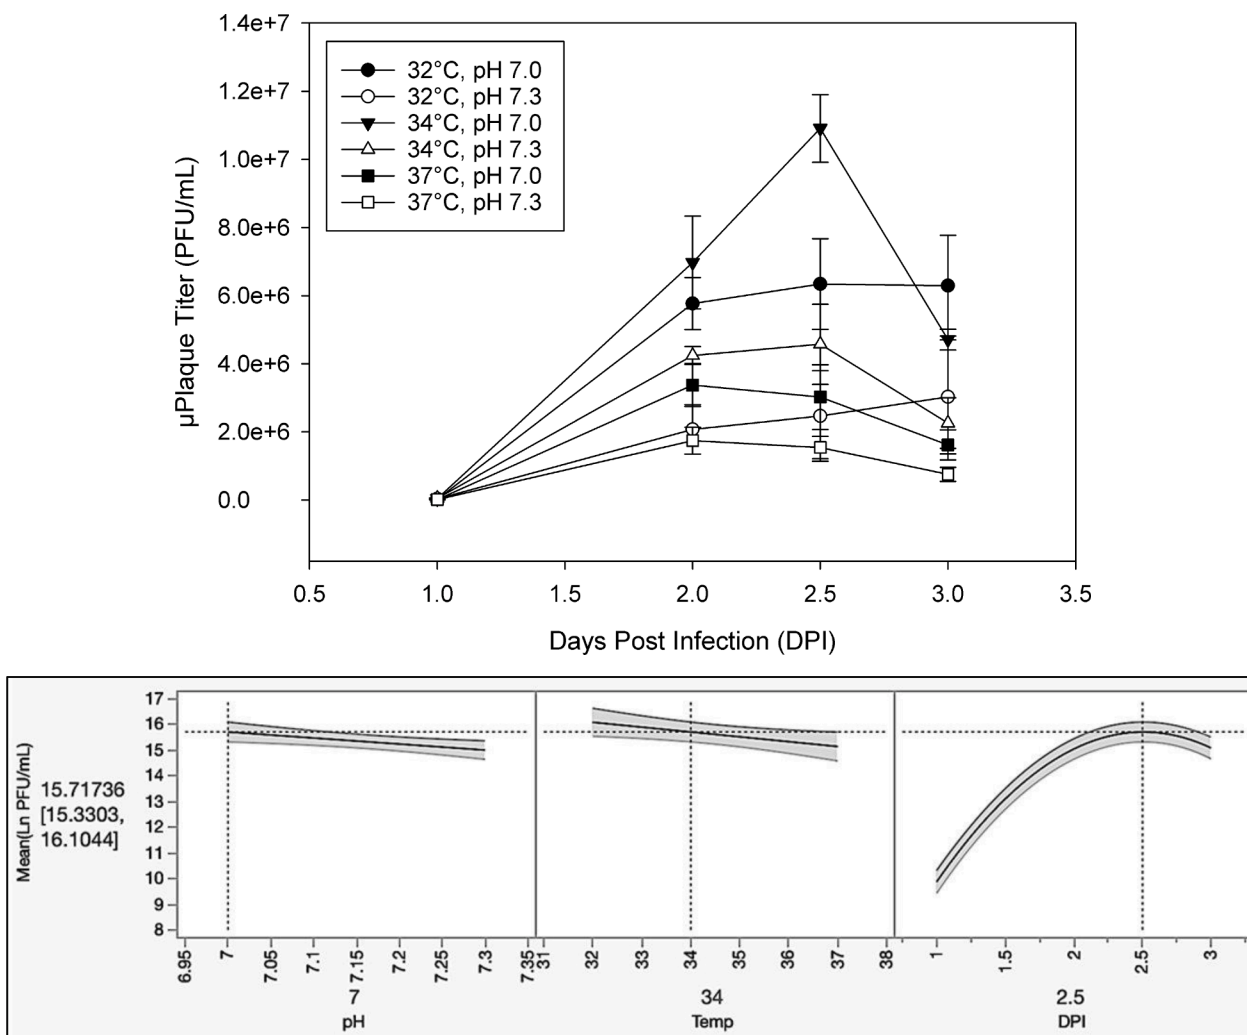 1.4e+7
1.2e+7
1.0e+7
8.0e+6
6.0e+6
4.0e+6
2.0e+6
0.0
µPlaque Titer (PFU/mL)
32°C, pH 7.0
32°C, pH 7.3
34°C, pH 7.0
34°C, pH 7.3
37°C, pH 7.0
37°C, pH 7.3
0.5 1.0 1.5 2.0 2.5 3.0 3.5
Days Post Infection (DPI)
Mean(Ln PFU/mL)
15.71736
[15.3303,
16.1044]
17
16
15
14
13
12
11
10
9
8
6.95 7 7.05 7.1 7.15 7.2 7.25 7.3 7.35
31 32 33 34 35 36 37 38
1 1.5 2 2.5 3
7 34 2.5
pH Temp DPI